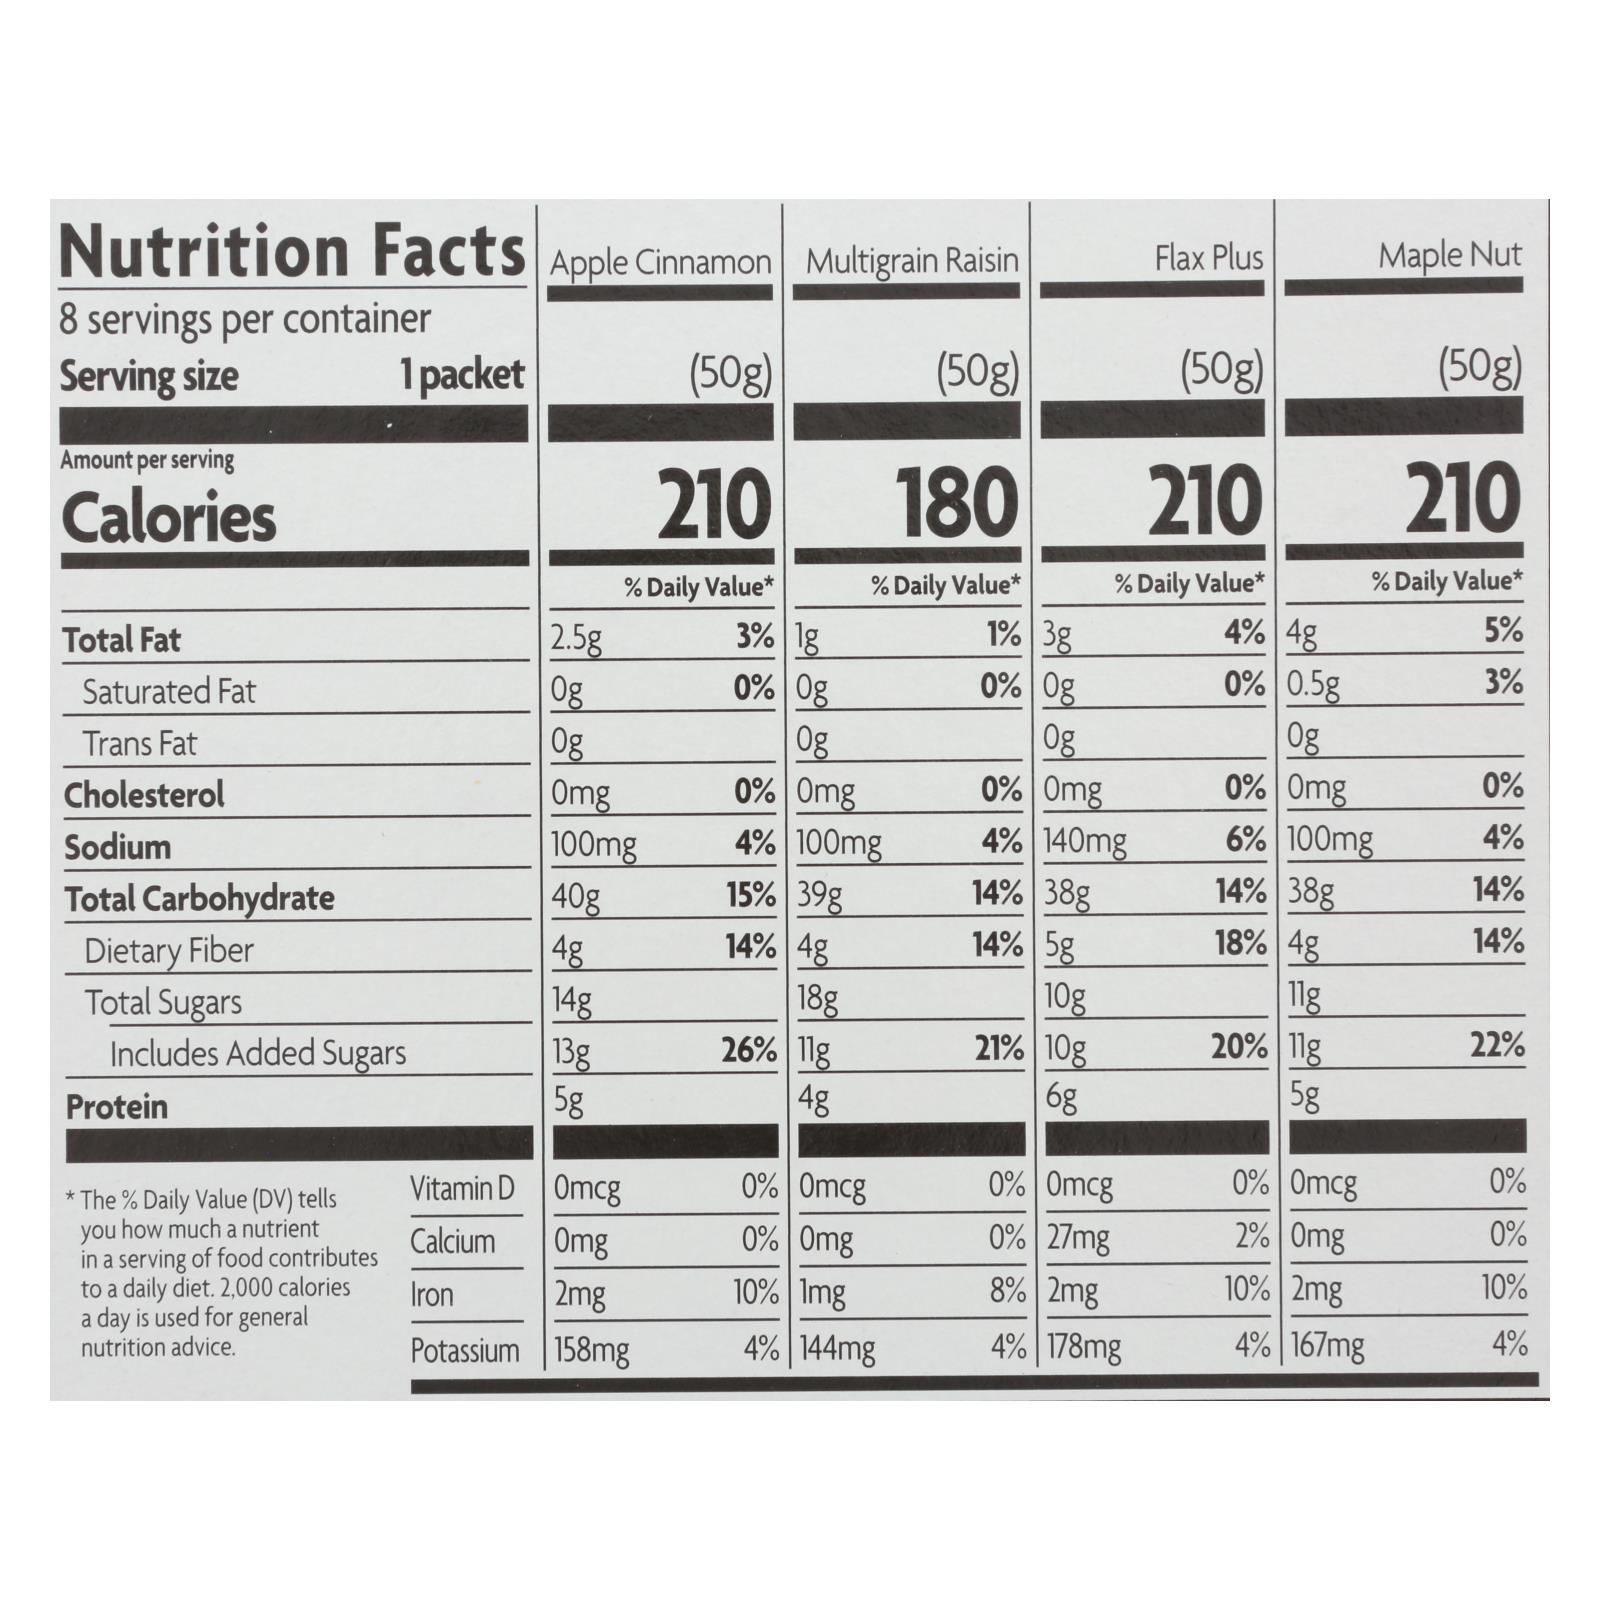 Nutrition Facts Apple Cinnamon Multigrain Raisin Flax Plus Maple Nut
8 servings per container
Serving size 1 packet (50g) (50g) (50g) (50g)
Amount per serving
Calories 210 180 210 210
% Daily Value* % Daily Value* % Daily Value* % Daily Value*
Total Fat 2.5g 3% 1g 1% 3g 4% 4g 5%
Saturated Fat 0g 0% 0g 0% 0g 0% 0.5g 3%
Trans Fat 0g 0g 0g 0g
Cholesterol 0mg 0% 0mg 0% 0mg 0% 0mg 0%
Sodium 100mg 4% 100mg 4% 140mg 6% 100mg 4%
Total Carbohydrate 40g 15% 39g 14% 38g 14% 38g 14%
Dietary Fiber 4g 14% 4g 14% 5g 18% 4g 14%
Total Sugars 14g 18g 10g 11g
Includes Added Sugars 13g 26% 11g 21% 10g 20% 11g 22%
Protein 5g 4g 6g 5g
Vitamin D 0mcg 0% 0mcg 0% 0mcg 0% 0mcg 0%
Calcium 0mg 0% 0mg 0% 27mg 2% 0mg 0%
Iron 2mg 10% 1mg 8% 2mg 10% 2mg 10%
Potassium 158mg 4% 144mg 4% 178mg 4% 167mg 4%
* The % Daily Value (DV) tells
you how much a nutrient
in a serving of food contributes
to a daily diet. 2,000 calories
a day is used for general
nutrition advice.